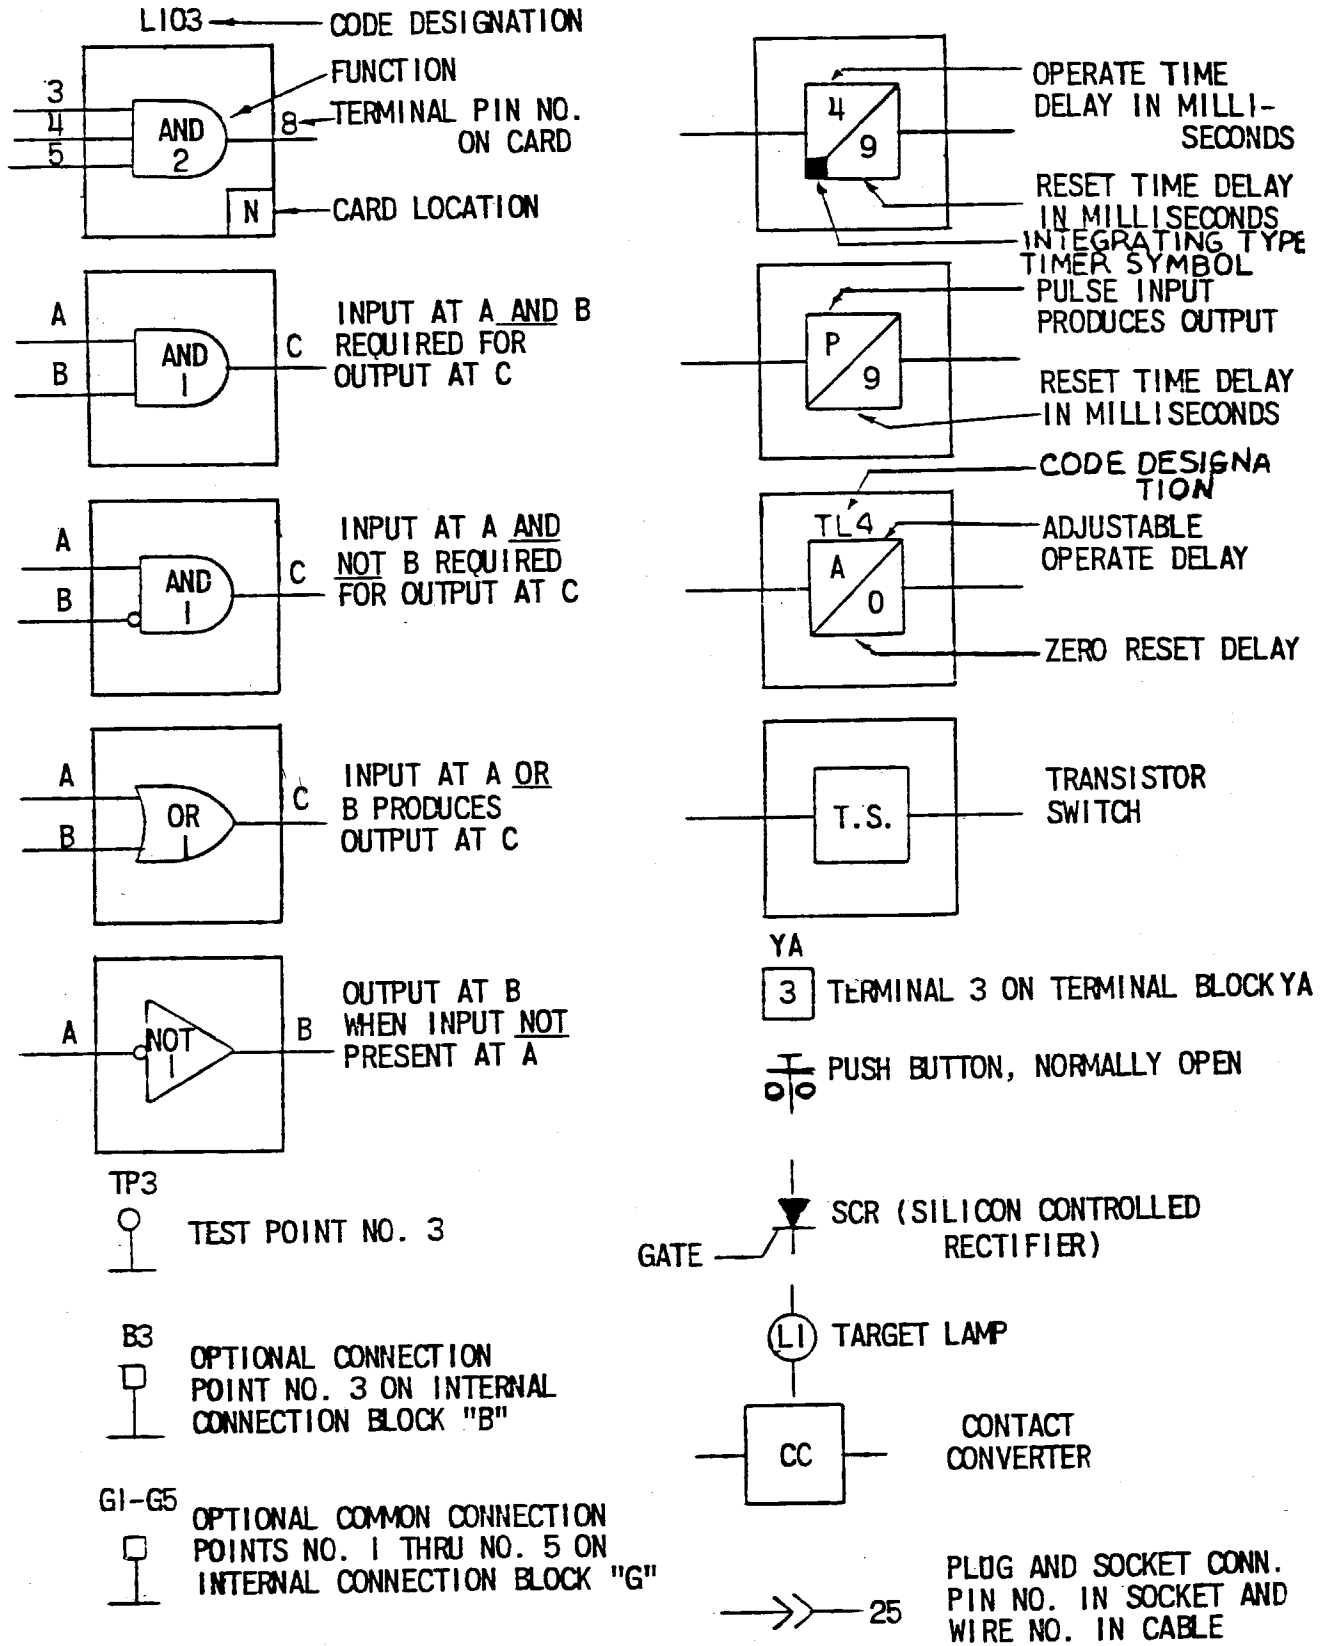 L103
CODE DESIGNATION
FUNCTION
TERMINAL PIN NO.
ON CARD
3
4
5
8
AND
2
N
CARD LOCATION
A
B
AND
1
C
INPUT AT A AND B
REQUIRED FOR
OUTPUT AT C
A
B
AND
1
C
INPUT AT A AND
NOT B REQUIRED
FOR OUTPUT AT C
A
B
OR
1
C
INPUT AT A OR
B PRODUCES
OUTPUT AT C
A
NOT
1
B
OUTPUT AT B
WHEN INPUT NOT
PRESENT AT A
TP3
TEST POINT NO. 3
B3
OPTIONAL CONNECTION
POINT NO. 3 ON INTERNAL
CONNECTION BLOCK "B"
G1-G5
OPTIONAL COMMON CONNECTION
POINTS NO. 1 THRU NO. 5 ON
INTERNAL CONNECTION BLOCK "G"
4
9
OPERATE TIME
DELAY IN MILLI-
SECONDS
RESET TIME DELAY
IN MILLISECONDS
INTEGRATING TYPE
TIMER SYMBOL
P
9
PULSE INPUT
PRODUCES OUTPUT
RESET TIME DELAY
IN MILLISECONDS
CODE DESIGNA
TION
TL4
A
0
ADJUSTABLE
OPERATE DELAY
ZERO RESET DELAY
T.S.
TRANSISTOR
SWITCH
YA
3
TERMINAL 3 ON TERMINAL BLOCK YA
PUSH BUTTON, NORMALLY OPEN
GATE
SCR (SILICON CONTROLLED
RECTIFIER)
L1
TARGET LAMP
CC
CONTACT
CONVERTER
25
PLUG AND SOCKET CONN.
PIN NO. IN SOCKET AND
WIRE NO. IN CABLE